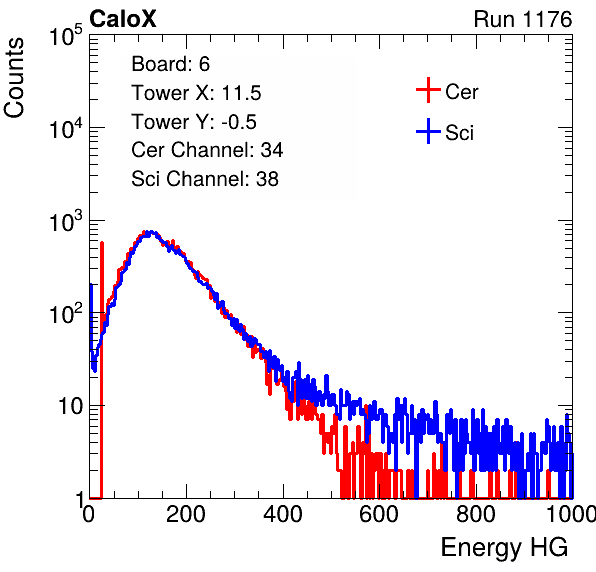 CaloX Run 1176
Counts
Board: 6
Tower X: 11.5
Tower Y: -0.5
Cer Channel: 34
Sci Channel: 38
Cer
Sci
10^5
10^4
10^3
10^2
10
1
0 200 400 600 800 1000
Energy HG